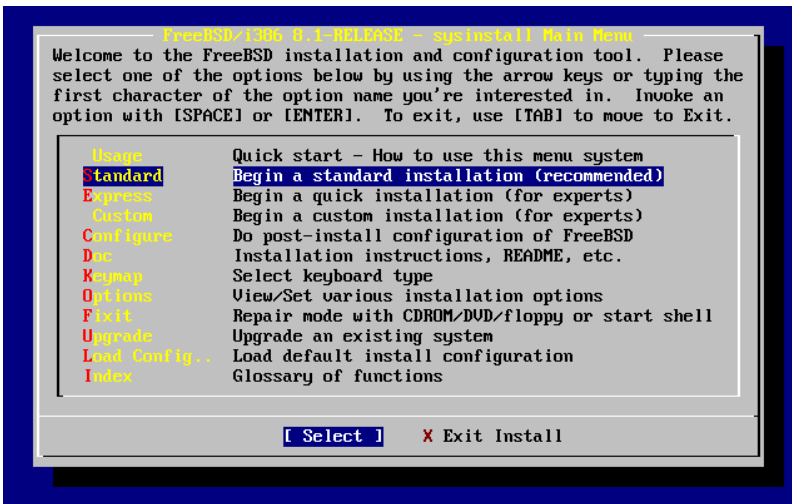 FreeBSD/i386 8.1-RELEASE - sysinstall Main Menu
Welcome to the FreeBSD installation and configuration tool.  Please
select one of the options below by using the arrow keys or typing the
first character of the option name you're interested in.  Invoke an
option with [SPACE] or [ENTER].  To exit, use [TAB] to move to Exit.
Usage Quick start - How to use this menu system
Standard Begin a standard installation (recommended)
Express Begin a quick installation (for experts)
Custom Begin a custom installation (for experts)
Configure Do post-install configuration of FreeBSD
Doc Installation instructions, README, etc.
Keymap Select keyboard type
Options View/Set various installation options
Fixit Repair mode with CDROM/DVD/floppy or start shell
Upgrade Upgrade an existing system
Load Config.. Load default install configuration
Index Glossary of functions
[ Select ] X Exit Install